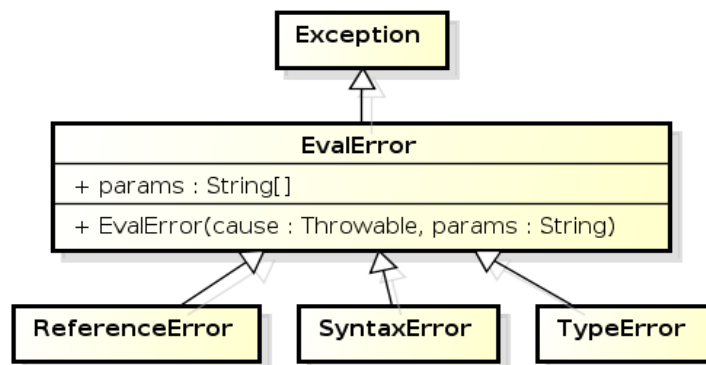 Exception
EvalError
+ params : String[]
+ EvalError(cause : Throwable, params : String)
ReferenceError
SyntaxError
TypeError